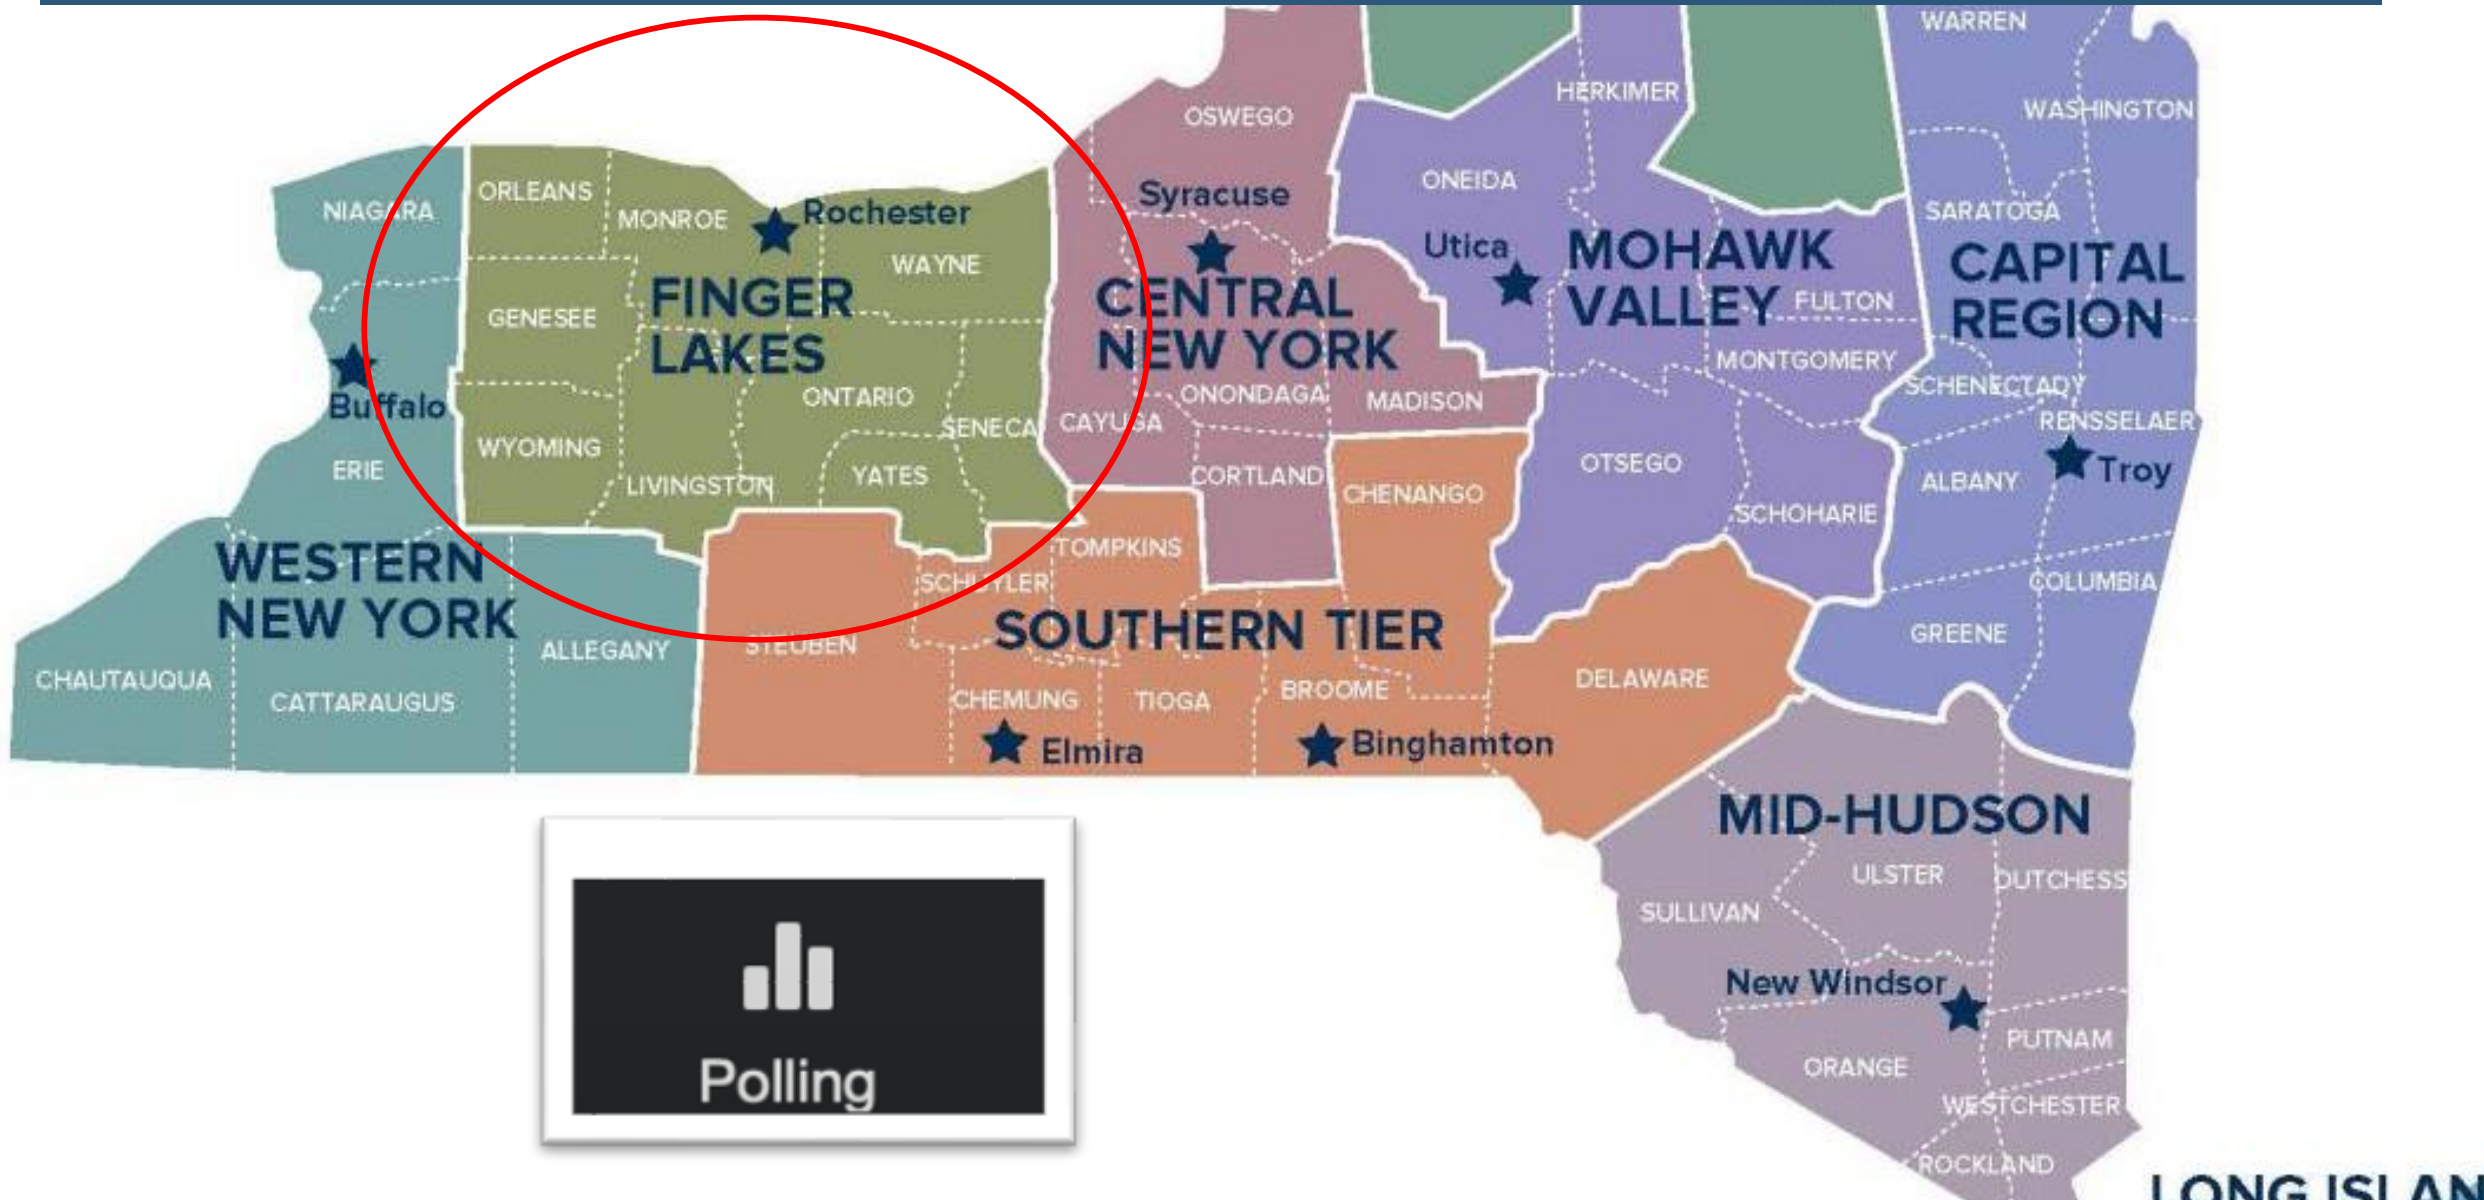 WARREN
HERKIMER
WASHINGTON
OSWEGO
ONEIDA
Syracuse
ORLEANS
NIAGARA
MONROE
Rochester
SARATOGA
WAYNE
Utica
MOHAWK
VALLEY
CAPITAL
REGION
FINGER
LAKES
CENTRAL
NEW YORK
GENESEE
FULTON
MONTGOMERY
SCHENECTADY
Buffalo
ONTARIO
ONONDAGA
MADISON
CAYUGA
SENECA
RENSSELAER
WYOMING
ERIE
LIVINGSTON
YATES
CORTLAND
CHENANGO
OTSEGO
SCHOHARIE
ALBANY
Troy
WESTERN
NEW YORK
TOMPKINS
SCHUYLER
SOUTHERN TIER
COLUMBIA
GREENE
ALLEGANY
STEUBEN
CHAUTAUQUA
CATTARAUGUS
CHEMUNG
TIOGA
BROOME
DELAWARE
Elmira
Binghamton
MID-HUDSON
ULSTER
DUTCHESS
SULLIVAN
New Windsor
PUTNAM
ORANGE
WESTCHESTER
ROCKLAND
Polling
LONG ISLAN